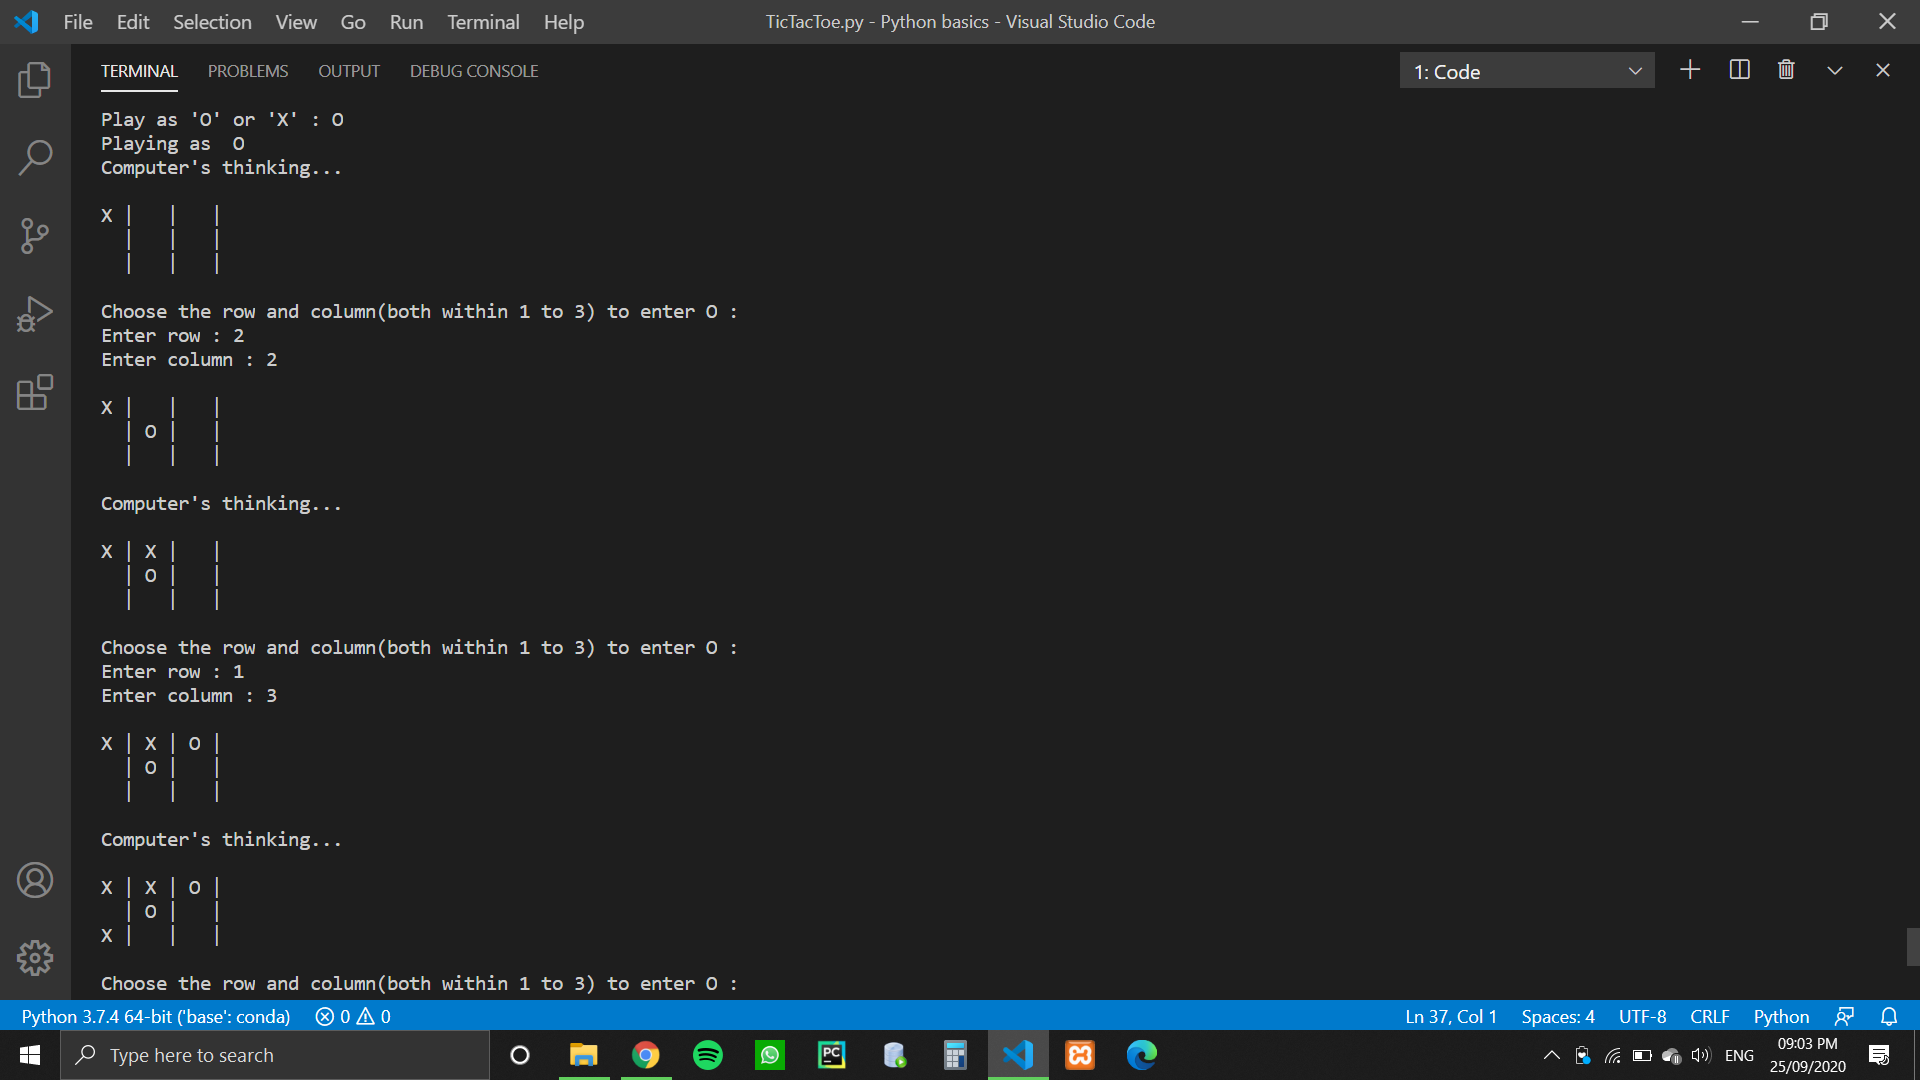 File Edit Selection View Go Run Terminal Help TicTacToe.py - Python basics - Visual Studio Code
TERMINAL PROBLEMS OUTPUT DEBUG CONSOLE 1: Code
Play as 'O' or 'X' : O
Playing as  O
Computer's thinking...
X |   |   |
  |   |   |
  |   |   |
Choose the row and column(both within 1 to 3) to enter O :
Enter row : 2
Enter column : 2
X |   |   |
  | O |   |
  |   |   |
Computer's thinking...
X | X |   |
  | O |   |
  |   |   |
Choose the row and column(both within 1 to 3) to enter O :
Enter row : 1
Enter column : 3
X | X | O |
  | O |   |
  |   |   |
Computer's thinking...
X | X | O |
  | O |   |
X |   |   |
Choose the row and column(both within 1 to 3) to enter O :
Python 3.7.4 64-bit ('base': conda) 0 0 Ln 37, Col 1 Spaces: 4 UTF-8 CRLF Python
Type here to search PC ENG 09:03 PM
25/09/2020